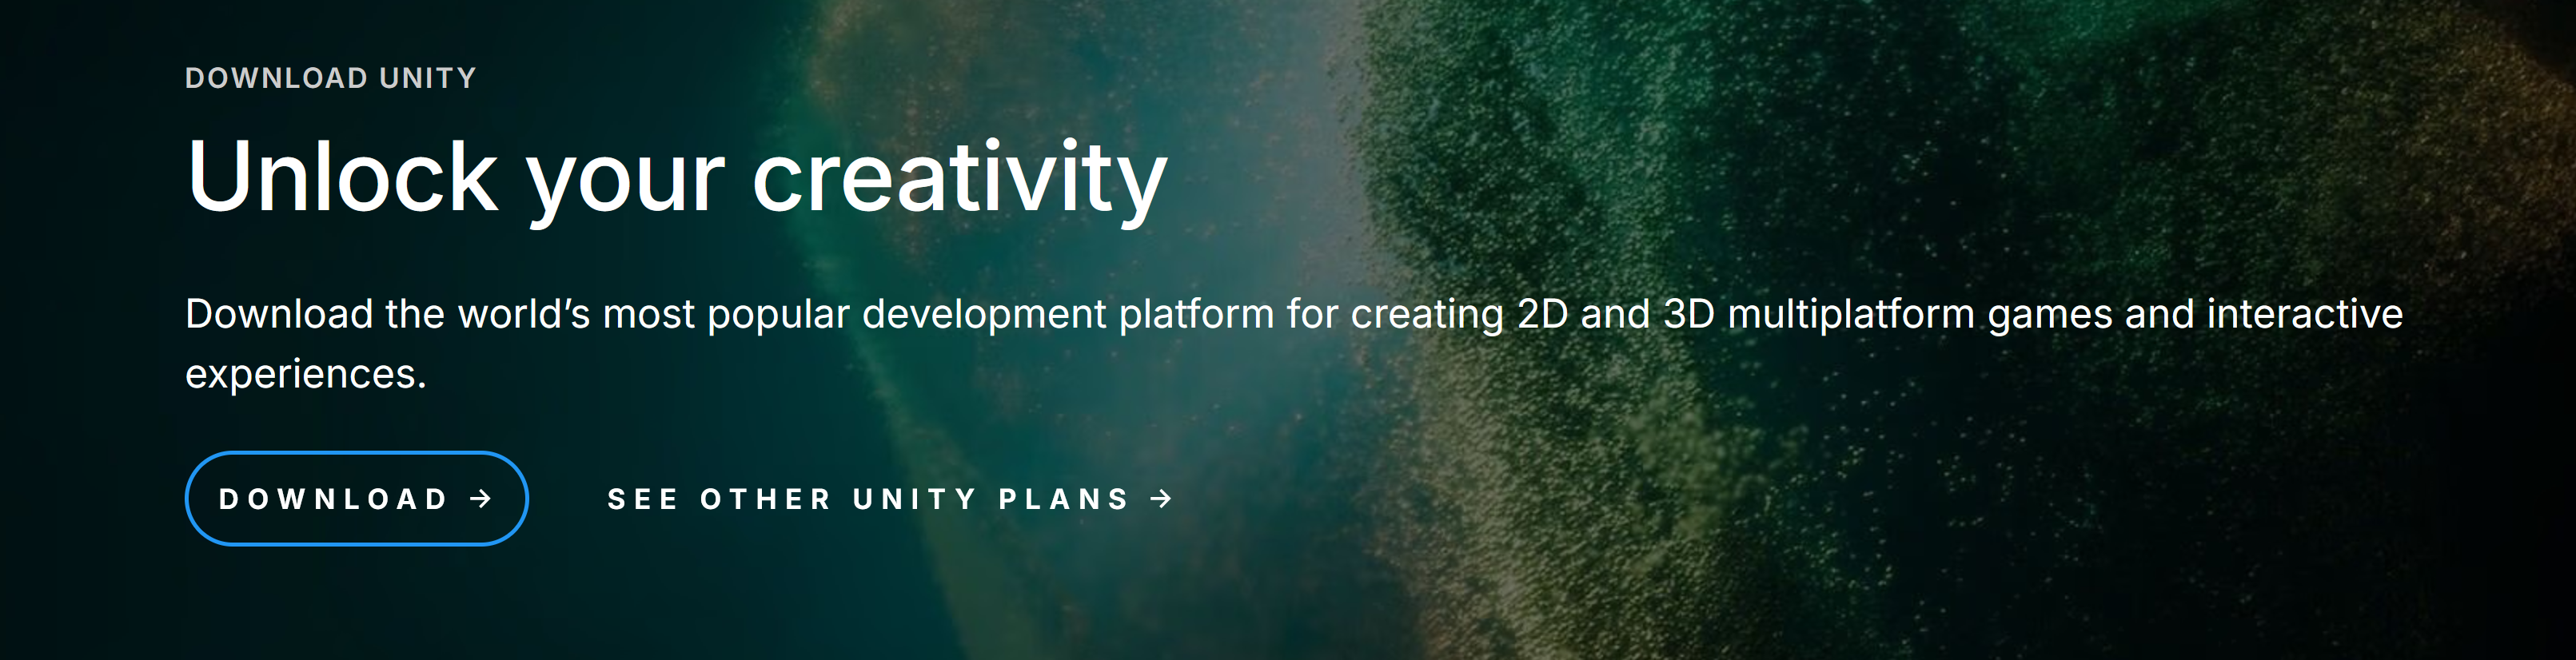 DOWNLOAD UNITY
Unlock your creativity
Download the world’s most popular development platform for creating 2D and 3D multiplatform games and interactive
experiences.
DOWNLOAD → SEE OTHER UNITY PLANS →